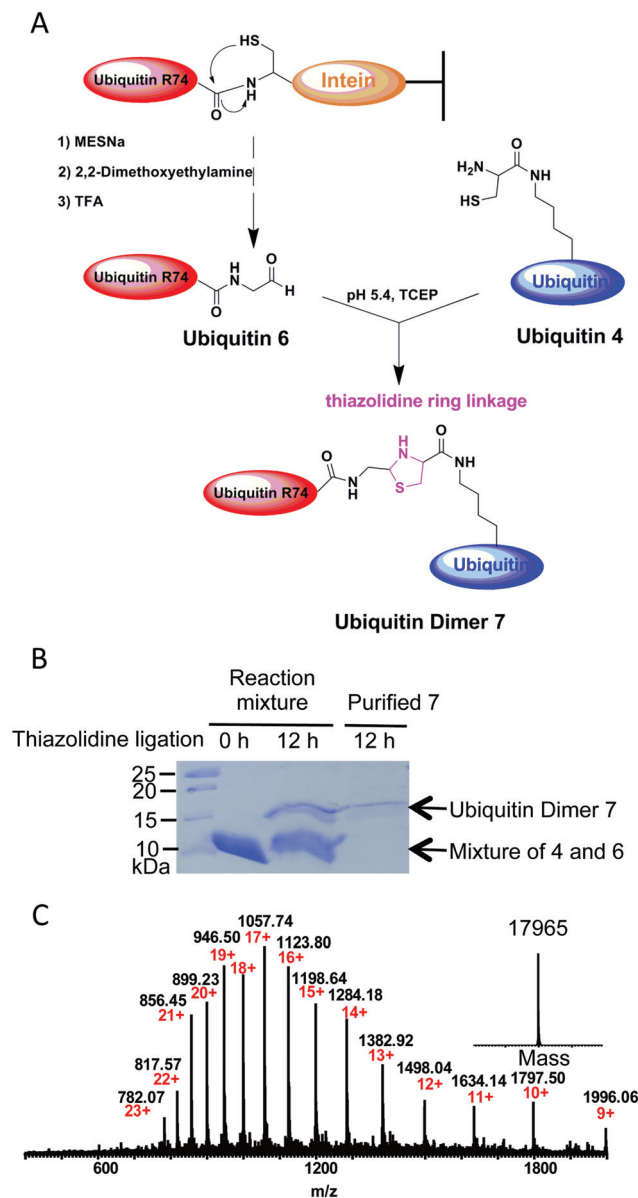 A
HS
Ubiquitin R74
N
H
O
Intein
1) MESNa
2) 2,2-Dimethoxyethylamine
3) TFA
O
H₂N
NH
HS
Ubiquitin
Ubiquitin R74
H
N
O
O
H
pH 5.4, TCEP
Ubiquitin 6
Ubiquitin 4
thiazolidine ring linkage
H
N
O
O
NH
Ubiquitin R74
N
H
S
Ubiquitin
Ubiquitin Dimer 7
B
Reaction mixture
Purified 7
Thiazolidine ligation 0 h 12 h 12 h
25
20
15
10
kDa
Ubiquitin Dimer 7
Mixture of 4 and 6
C
1057.74
17+
946.50
19+
18+
1123.80
16+
899.23
20+
1198.64
15+
856.45
21+
1284.18
14+
817.57
22+
1382.92
13+
782.07
23+
1498.04
12+
1634.14
11+
1797.50
10+
1996.06
9+
17965
Mass
600 1200 1800
m/z